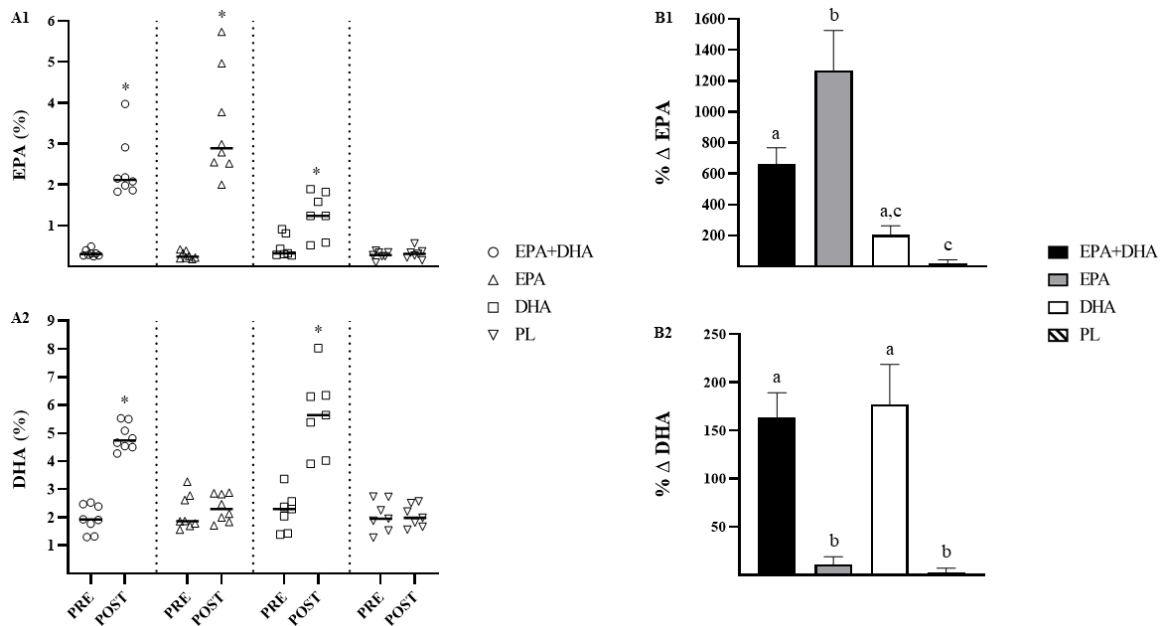 A1
6
5
4
3
2
1
EPA (%)
*
*
*
A2
9
8
7
6
5
4
3
2
1
DHA (%)
*
*
PRE
POST
PRE
POST
PRE
POST
PRE
POST
EPA+DHA
EPA
DHA
PL
B1
1600
1400
1200
1000
800
600
400
200
% Δ EPA
a
b
a,c
c
B2
250
200
150
100
50
% Δ DHA
a
b
a
b
EPA+DHA
EPA
DHA
PL